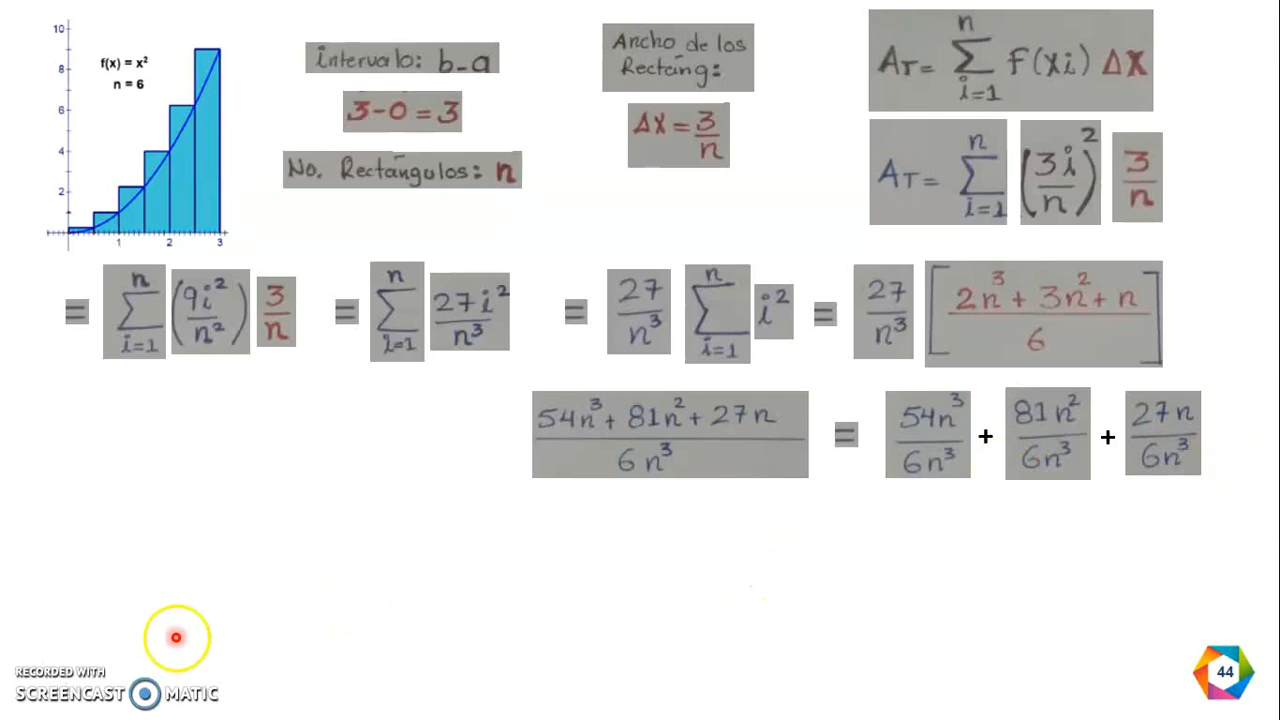 10
8
6
4
2
1
2
3
f(x) = x²
n = 6
intervalo: b-a
3-0 = 3
No. Rectángulos: n
Ancho de los
Rectáng:
Δx = 3/n
A_T = Σ_{i=1}^{n} f(xi) Δx
A_T = Σ_{i=1}^{n} (3i/n)² 3/n
= Σ_{i=1}^{n} (9i²/n²) 3/n = Σ_{i=1}^{n} 27i²/n³ = 27/n³ Σ_{i=1}^{n} i² = 27/n³ [(2n³ + 3n² + n)/6]
(54n³ + 81n² + 27n)/6n³ = 54n³/6n³ + 81n²/6n³ + 27n/6n³
RECORDED WITH
SCREENCAST MATIC
44